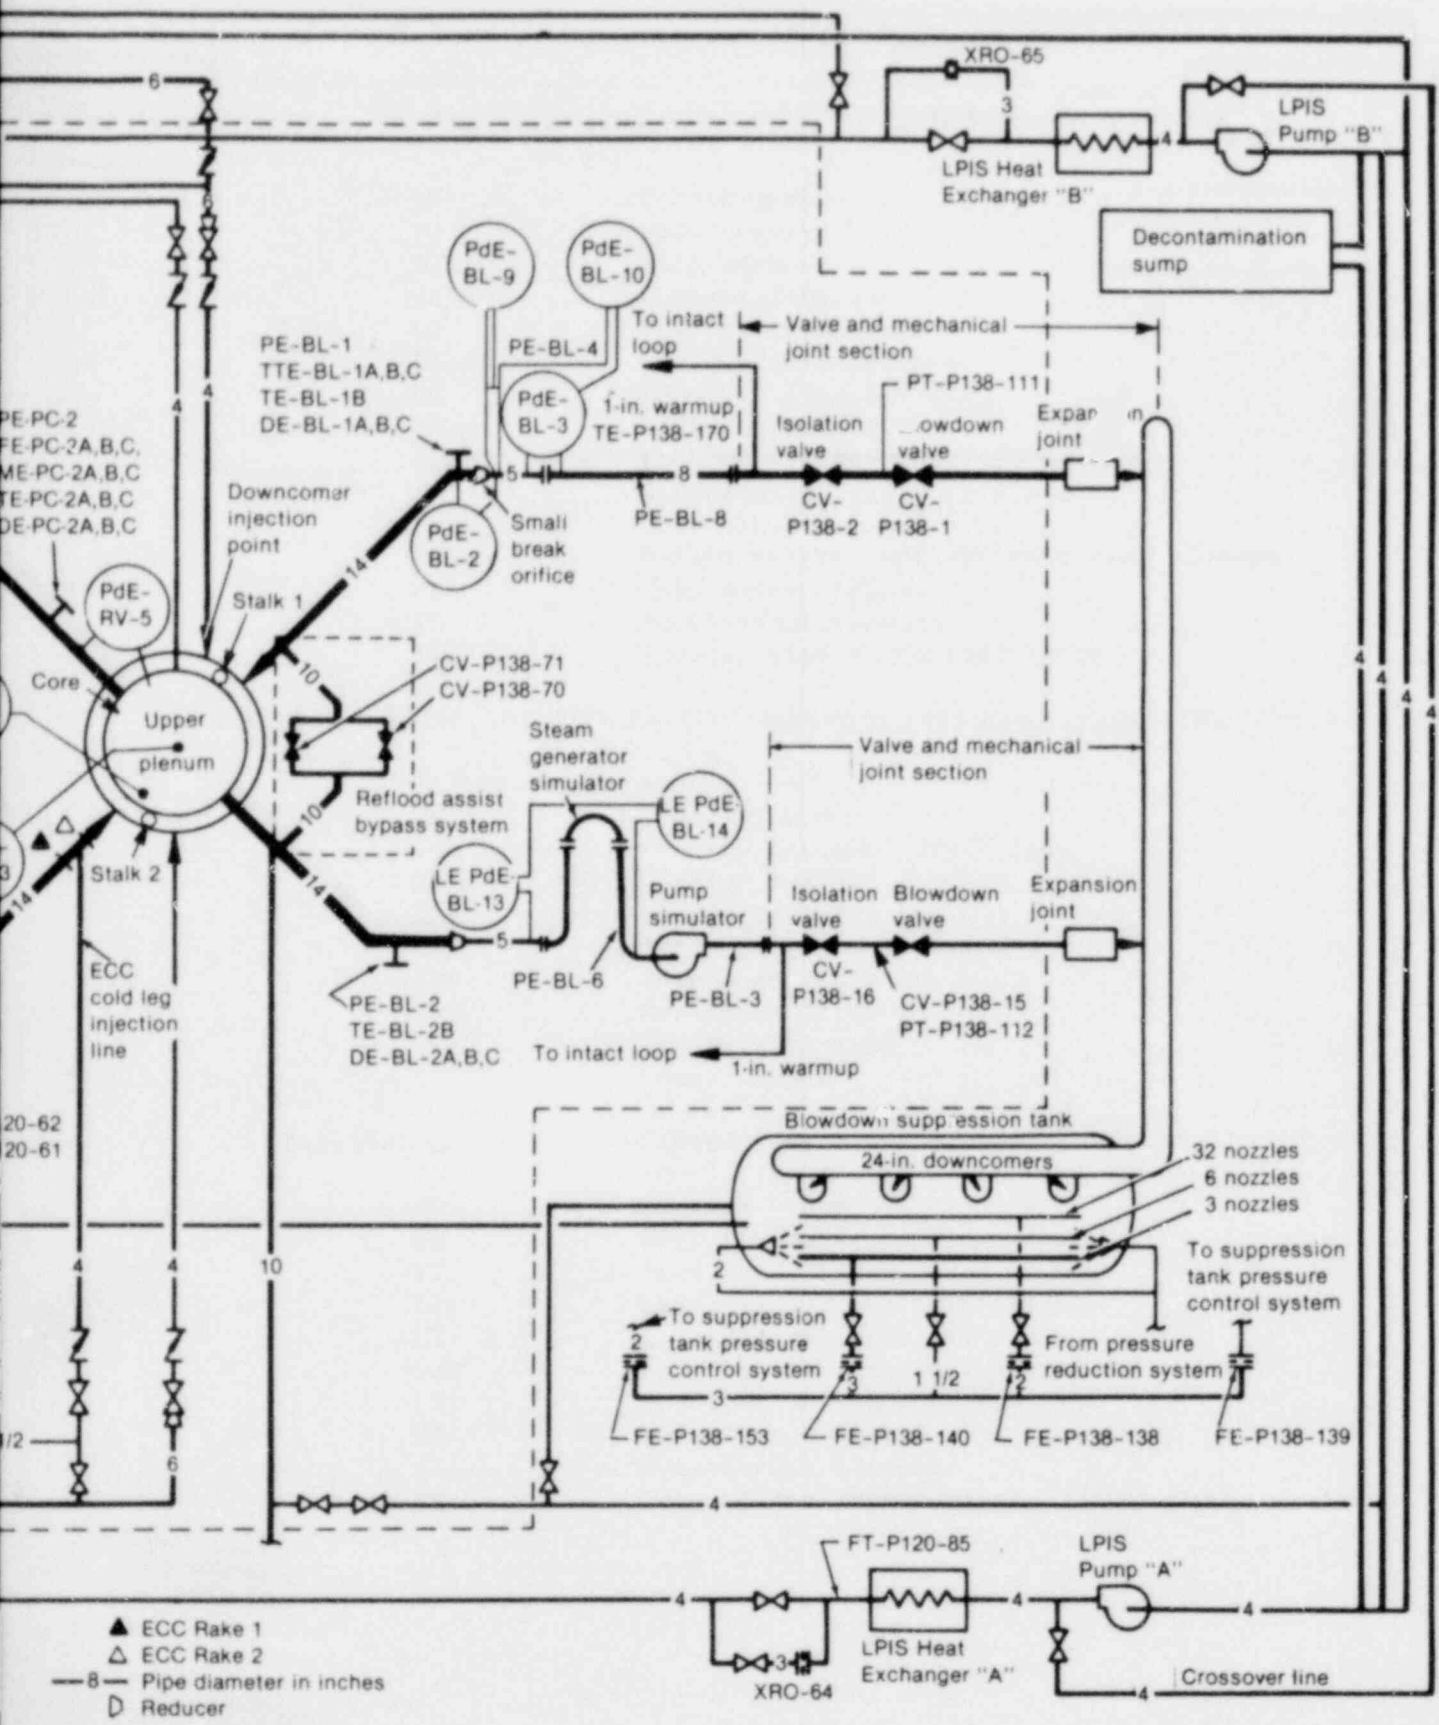 XRO-65
6
3
LPIS
Pump "B"
4
LPIS Heat
Exchanger "B"
6
Decontamination
sump
PdE-
BL-9
PdE-
BL-10
To intact
loop
Valve and mechanical
joint section
PE-BL-1
TTE-BL-1A,B,C
TE-BL-1B
DE-BL-1A,B,C
PE-BL-4
PdE-
BL-3
1-in. warmup
TE-P138-170
PT-P138-111
Isolation
valve
owdown
valve
joint
4
4
PE-PC-2
FE-PC-2A,B,C,
ME-PC-2A,B,C
TE-PC-2A,B,C
DE-PC-2A,B,C
5
8
Downcomer
injection
point
PE-BL-8
CV-
P138-2
CV-
P138-1
PdE-
BL-2
Small
break
orifice
14
PdE-
RV-5
Stalk 1
Core
10
CV-P138-71
CV-P138-70
4
4
4
4
Upper
plenum
Steam
generator
simulator
Valve and mechanical
joint section
10
Reflood assist
bypass system
LE PdE-
BL-14
3
Stalk 2
14
14
LE PdE-
BL-13
Pump
simulator
Isolation
valve
Blowdown
valve
Expansion
joint
5
ECC
cold leg
injection
line
PE-BL-6
PE-BL-3
CV-
P138-16
CV-P138-15
PT-P138-112
PE-BL-2
TE-BL-2B
DE-BL-2A,B,C
To intact loop
1-in. warmup
20-62
20-61
Blowdown supp ession tank
24-in. downcomers
32 nozzles
6 nozzles
3 nozzles
4
4
10
2
To suppression
tank pressure
control system
To suppression
tank pressure
control system
2
From pressure
reduction system
3
1 1/2
2
3
FE-P138-153
FE-P138-140
FE-P138-138
FE-P138-139
/2
6
4
FT-P120-85
LPIS
Pump "A"
4
4
4
LPIS Heat
Exchanger "A"
3
XRO-64
Crossover line
4
ECC Rake 1
ECC Rake 2
8 Pipe diameter in inches
Reducer